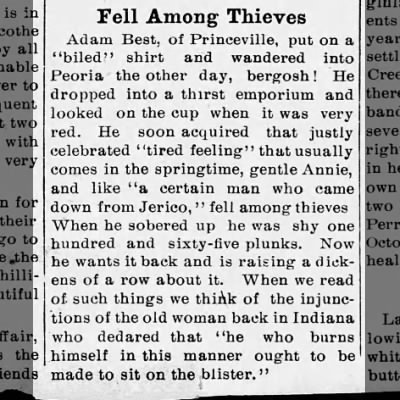 Fell Among Thieves
Adam Best, of Princeville, put on a
"biled" shirt and wandered into
Peoria the other day, bergosh! He
dropped into a thirst emporium and
looked on the cup when it was very
red. He soon acquired that justly
celebrated "tired feeling" that usually
comes in the springtime, gentle Annie,
and like "a certain man who came
down from Jerico," fell among thieves
When he sobered up he was shy one
hundred and sixty-five plunks. Now
he wants it back and is raising a dick-
ens of a row about it. When we read
of such things we think of the injunc-
tions of the old woman back in Indiana
who dedared that "he who burns
himself in this manner ought to be
made to sit on the blister."